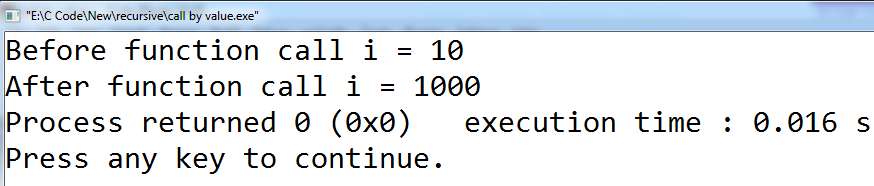 "E:\C Code\New\recursive\call by value.exe"
Before function call i = 10
After function call i = 1000
Process returned 0 (0x0)   execution time : 0.016 s
Press any key to continue.